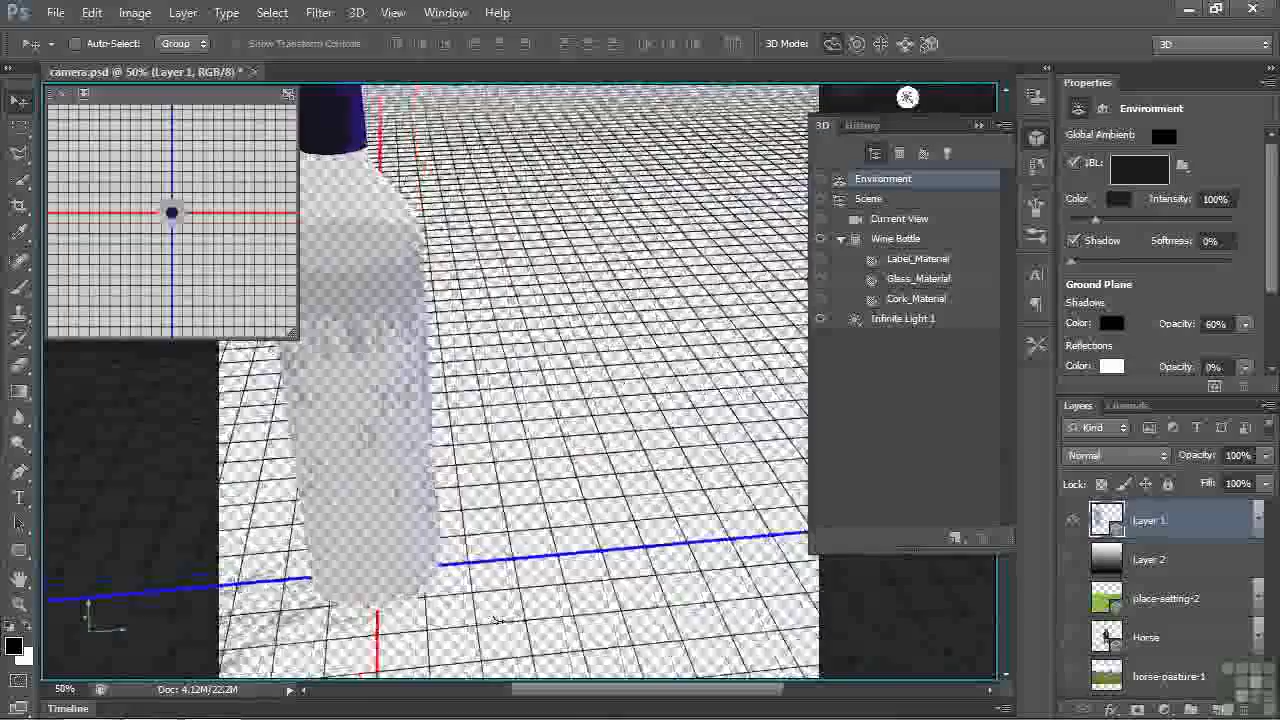 Ps File Edit Image Layer Type Select Filter 3D View Window Help
Auto-Select: Group Show Transform Controls 3D Mode: 3D
camera.psd @ 50% (Layer 1, RGB/8) *
Properties
Environment
Global Ambient:
IBL:
Color: Intensity: 100%
Shadow Softness: 0%
Ground Plane
Shadows
Color: Opacity: 60%
Reflections
Color: Opacity: 0%
3D History
Environment
Scene
Current View
Wine Bottle
Label_Material
Glass_Material
Cork_Material
Infinite Light 1
Layers Channels
Kind
Normal Opacity: 100%
Lock: Fill: 100%
Layer 1
Layer 2
place-setting-2
Horse
horse-pasture-1
50% Doc: 4.12M/22.2M
Timeline